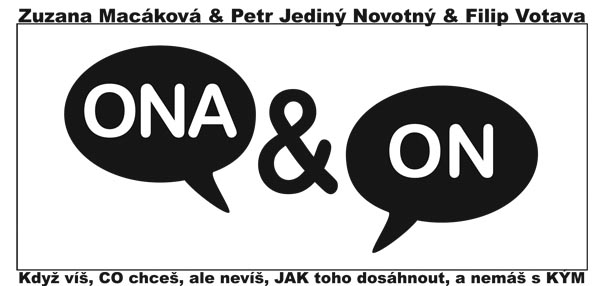 Zuzana Macáková & Petr Jediný Novotný & Filip Votava
ONA & ON
Když víš, CO chceš, ale nevíš, JAK toho dosáhnout, a nemáš s KÝM